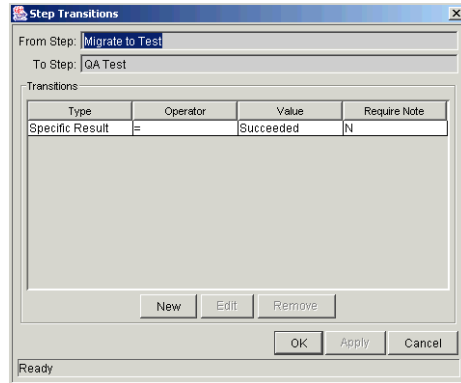 Step Transitions
From Step: Migrate to Test
To Step: QA Test
Transitions
Type Operator Value Require Note
Specific Result = Succeeded N
New Edit Remove
OK Apply Cancel
Ready